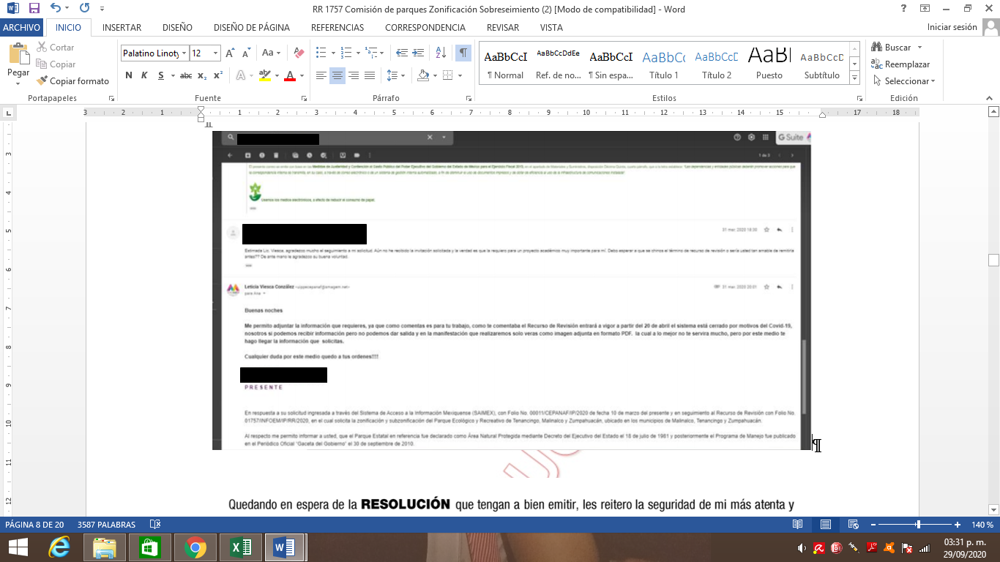 RR 1757 Comisión de parques Zonificación Sobreseimiento (2) [Modo de compatibilidad] - Word
ARCHIVO INICIO INSERTAR DISEÑO DISEÑO DE PÁGINA REFERENCIAS CORRESPONDENCIA REVISAR VISTA Iniciar sesión
Pegar
Cortar
Copiar
Copiar formato
Portapapeles
Palatino Linoty 12
N K S abc x₂ x² A A
Fuente
Párrafo
AaBbCcI AaBbCcDdEe AaBbCcI AaBbC AaBbCcD AaB AaBbCcD
¶ Normal Ref. de no... ¶ Sin espa... Título 1 Título 2 Puesto Subtítulo
Estilos
Buscar
Reemplazar
Seleccionar
Edición
3 2 1 1 2 3 4 5 6 7 8 9 10 11 12 13 14 15 17 18
3
4
5
6
7
8
9
10
11
12
G Suite
1 de 3
El presente correo se emite con base en las Medidas de Austeridad y Contención al Gasto Público del Poder Ejecutivo del Gobierno del Estado de México para el Ejercicio Fiscal
Usamos los medios electrónicos, a efecto de reducir el consumo de papel.
31 mar. 2020 18:35
Estimada Lic. Viesca, agradezco mucho el seguimiento a mi solicitud. Aún no he recibido la invitación solicitada y la verdad es que la requiero para un proyecto académico muy importante para mí. Debo esperar a que se el término de recurso de revisión o sería usted tan amable de remitirla
antes?? De ante mano le agradezco su buena voluntad.
Leticia Viesca González
31 mar. 2020 20:01
para Ana
Buenas noches
Me permito adjuntar la información que requieres, ya que como comentas es para tu trabajo, como te comentaba el Recurso de Revisión entrará a vigor a partir del 20 de abril el sistema está cerrado por motivos del Covid-19,
nosotros si podemos recibir información pero no podemos dar salida y en la manifestación que realizaremos solo veras como imagen adjunta en formato PDF. la cual a lo mejor no te servira mucho, pero por este medio te
hago llegar la información que solicitas.
Cualquier duda por este medio quedo a tus ordenes!!!!
P R E S E N T E
En respuesta a su solicitud ingresada a través del Sistema de Acceso a la Información Mexiquense (SAIMEX), con Folio No. 00011/CEPANAF/IP/2020 de fecha 10 de marzo del presente y en seguimiento al Recurso de Revisión con Folio No.
01757/INFOEM/IP/RR/2020, en el cual solicita la zonificación y subzonificación del Parque Ecológico y Recreativo de Tenancingo, Malinalco y Zumpahuacán, ubicado en los municipios de Malinalco, Tenancingo y Zumpahuacán.
Al respecto me permito informar a usted, que el Parque Estatal en referencia fue declarado como Área Natural Protegida mediante Decreto del Ejecutivo del Estado el 18 de julio de 1981 y posteriormente el Programa de Manejo fue publicado
en el Periódico Oficial "Gaceta del Gobierno" el 30 de septiembre de 2010.
Quedando en espera de la RESOLUCIÓN que tengan a bien emitir, les reitero la seguridad de mi más atenta y
PÁGINA 8 DE 20 3587 PALABRAS 140 %
03:31 p. m.
29/09/2020